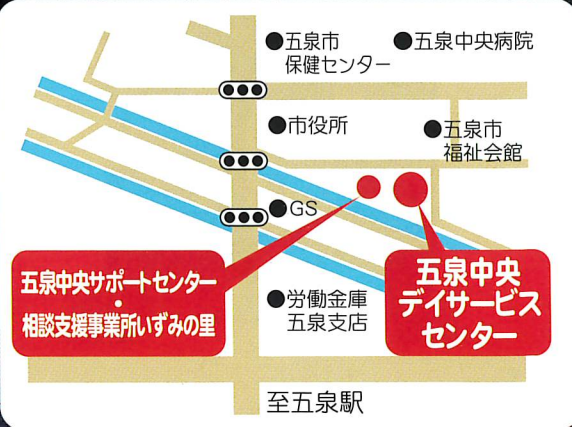 ●五泉市
保健センター
●五泉中央病院
●市役所
●五泉市
福祉会館
●GS
五泉中央サポートセンター
・
相談支援事業所いずみの里
五泉中央
デイサービス
センター
●労働金庫
五泉支店
至五泉駅